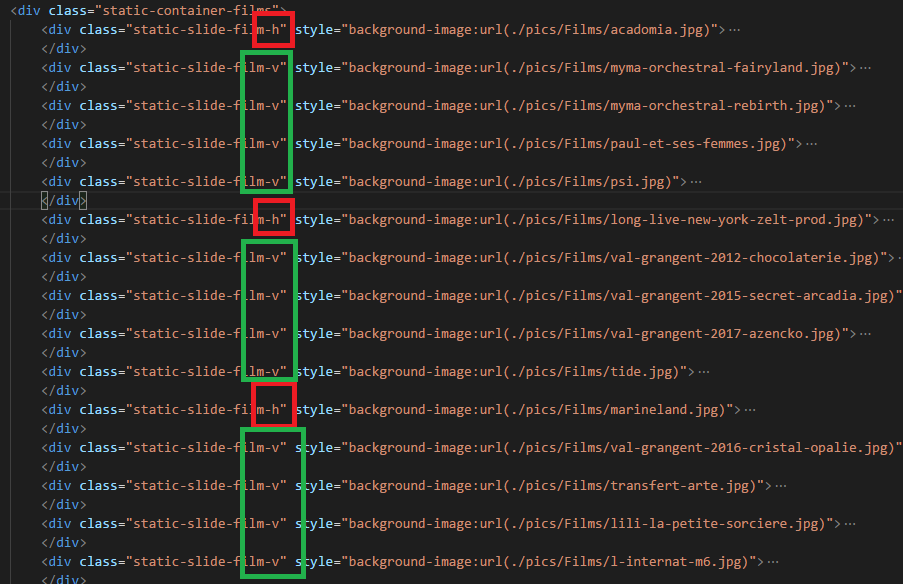 <div class="static-container-films">
<div class="static-slide-film-h" style="background-image:url(./pics/Films/acadomia.jpg)">…
</div>
<div class="static-slide-film-v" style="background-image:url(./pics/Films/myma-orchestral-fairyland.jpg)">…
</div>
<div class="static-slide-film-v" style="background-image:url(./pics/Films/myma-orchestral-rebirth.jpg)">…
</div>
<div class="static-slide-film-v" style="background-image:url(./pics/Films/paul-et-ses-femmes.jpg)">…
</div>
<div class="static-slide-film-v" style="background-image:url(./pics/Films/psi.jpg)">…
</div>
<div class="static-slide-film-h" style="background-image:url(./pics/Films/long-live-new-york-zelt-prod.jpg)">…
</div>
<div class="static-slide-film-v" style="background-image:url(./pics/Films/val-grangent-2012-chocolaterie.jpg)">·
</div>
<div class="static-slide-film-v" style="background-image:url(./pics/Films/val-grangent-2015-secret-arcadia.jpg)"
</div>
<div class="static-slide-film-v" style="background-image:url(./pics/Films/val-grangent-2017-azencko.jpg)">…
</div>
<div class="static-slide-film-v" style="background-image:url(./pics/Films/tide.jpg)">…
</div>
<div class="static-slide-film-h" style="background-image:url(./pics/Films/marineland.jpg)">…
</div>
<div class="static-slide-film-v" style="background-image:url(./pics/Films/val-grangent-2016-cristal-opalie.jpg)"
</div>
<div class="static-slide-film-v" style="background-image:url(./pics/Films/transfert-arte.jpg)">…
</div>
<div class="static-slide-film-v" style="background-image:url(./pics/Films/lili-la-petite-sorciere.jpg)">…
</div>
<div class="static-slide-film-v" style="background-image:url(./pics/Films/l-internat-m6.jpg)">…
</div>